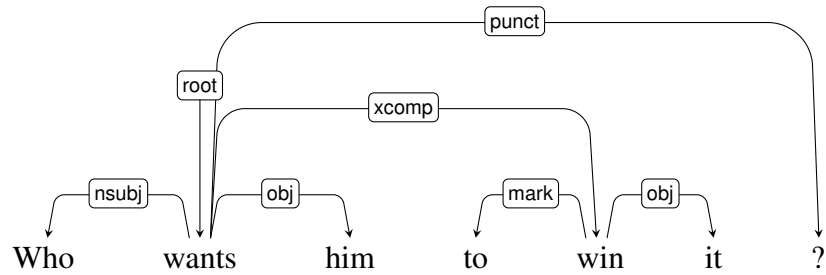 punct
root
xcomp
nsubj obj mark obj
Who wants him to win it ?